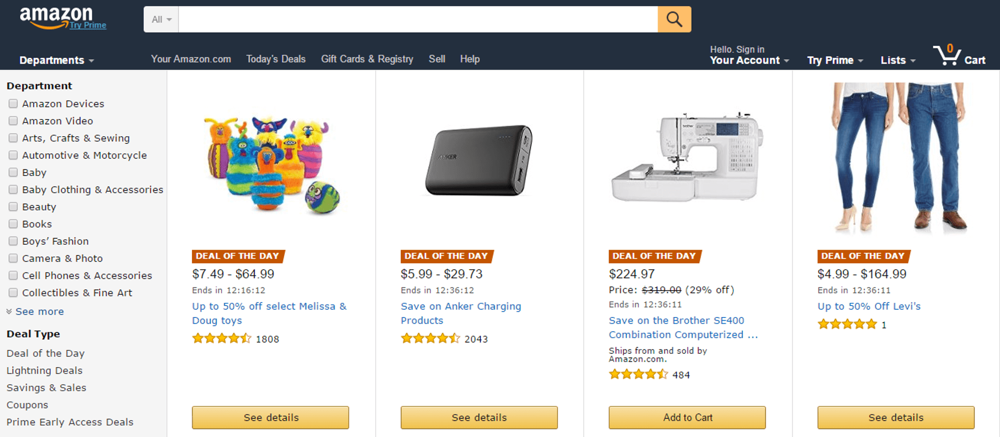 amazon
Try Prime
All
Departments
Your Amazon.com
Today's Deals
Gift Cards & Registry
Sell
Help
Hello. Sign in
Your Account
Try Prime
Lists
0
Cart
Department
Amazon Devices
Amazon Video
Arts, Crafts & Sewing
Automotive & Motorcycle
Baby
Baby Clothing & Accessories
Beauty
Books
Boys’ Fashion
Camera & Photo
Cell Phones & Accessories
Collectibles & Fine Art
See more
Deal Type
Deal of the Day
Lightning Deals
Savings & Sales
Coupons
Prime Early Access Deals
DEAL OF THE DAY
$7.49 - $64.99
Ends in 12:16:12
Up to 50% off select Melissa &
Doug toys
1808
See details
ANKER
DEAL OF THE DAY
$5.99 - $29.73
Ends in 12:36:12
Save on Anker Charging
Products
2043
See details
brother
DEAL OF THE DAY
$224.97
Price: $319.00 (29% off)
Ends in 12:36:11
Save on the Brother SE400
Combination Computerized ...
Ships from and sold by
Amazon.com.
484
Add to Cart
DEAL OF THE DAY
$4.99 - $164.99
Ends in 12:36:11
Up to 50% Off Levi's
1
See details